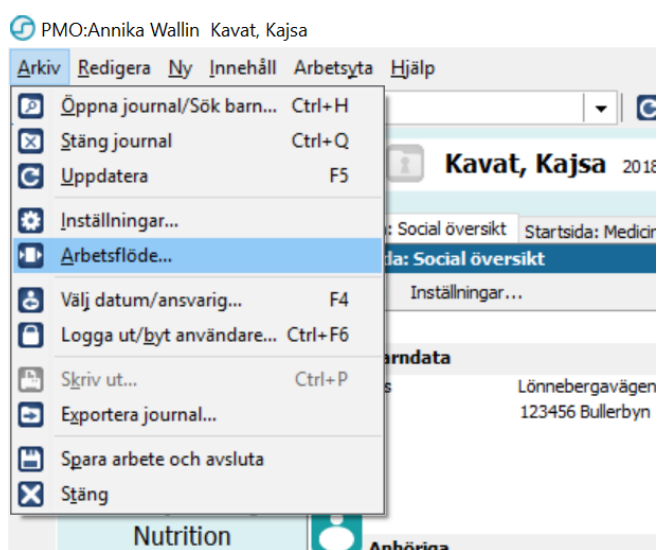 PMO:Annika Wallin Kavat, Kajsa
Arkiv Redigera Ny Innehåll Arbetsyta Hjälp
Öppna journal/Sök barn... Ctrl+H
Stäng journal Ctrl+Q
Uppdatera F5
Kavat, Kajsa 2018
Inställningar...
: Social översikt Startsida: Medicin
Arbetsflöde...
da: Social översikt
Välj datum/ansvarig... F4
Inställningar...
Logga ut/byt användare... Ctrl+F6
arndata
Skriv ut... Ctrl+P
s Lönnebergavägen
Exportera journal...
123456 Bullerbyn
Spara arbete och avsluta
Stäng
Nutrition
Anhöriga